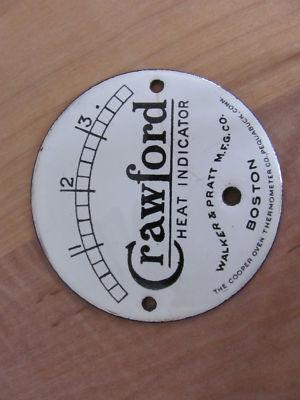 1 2 3
Crawford
HEAT INDICATOR
WALKER & PRATT M.F.G. CO.
BOSTON
THE COOPER OVEN THERMOMETER CO. PEQUABUCK, CONN.